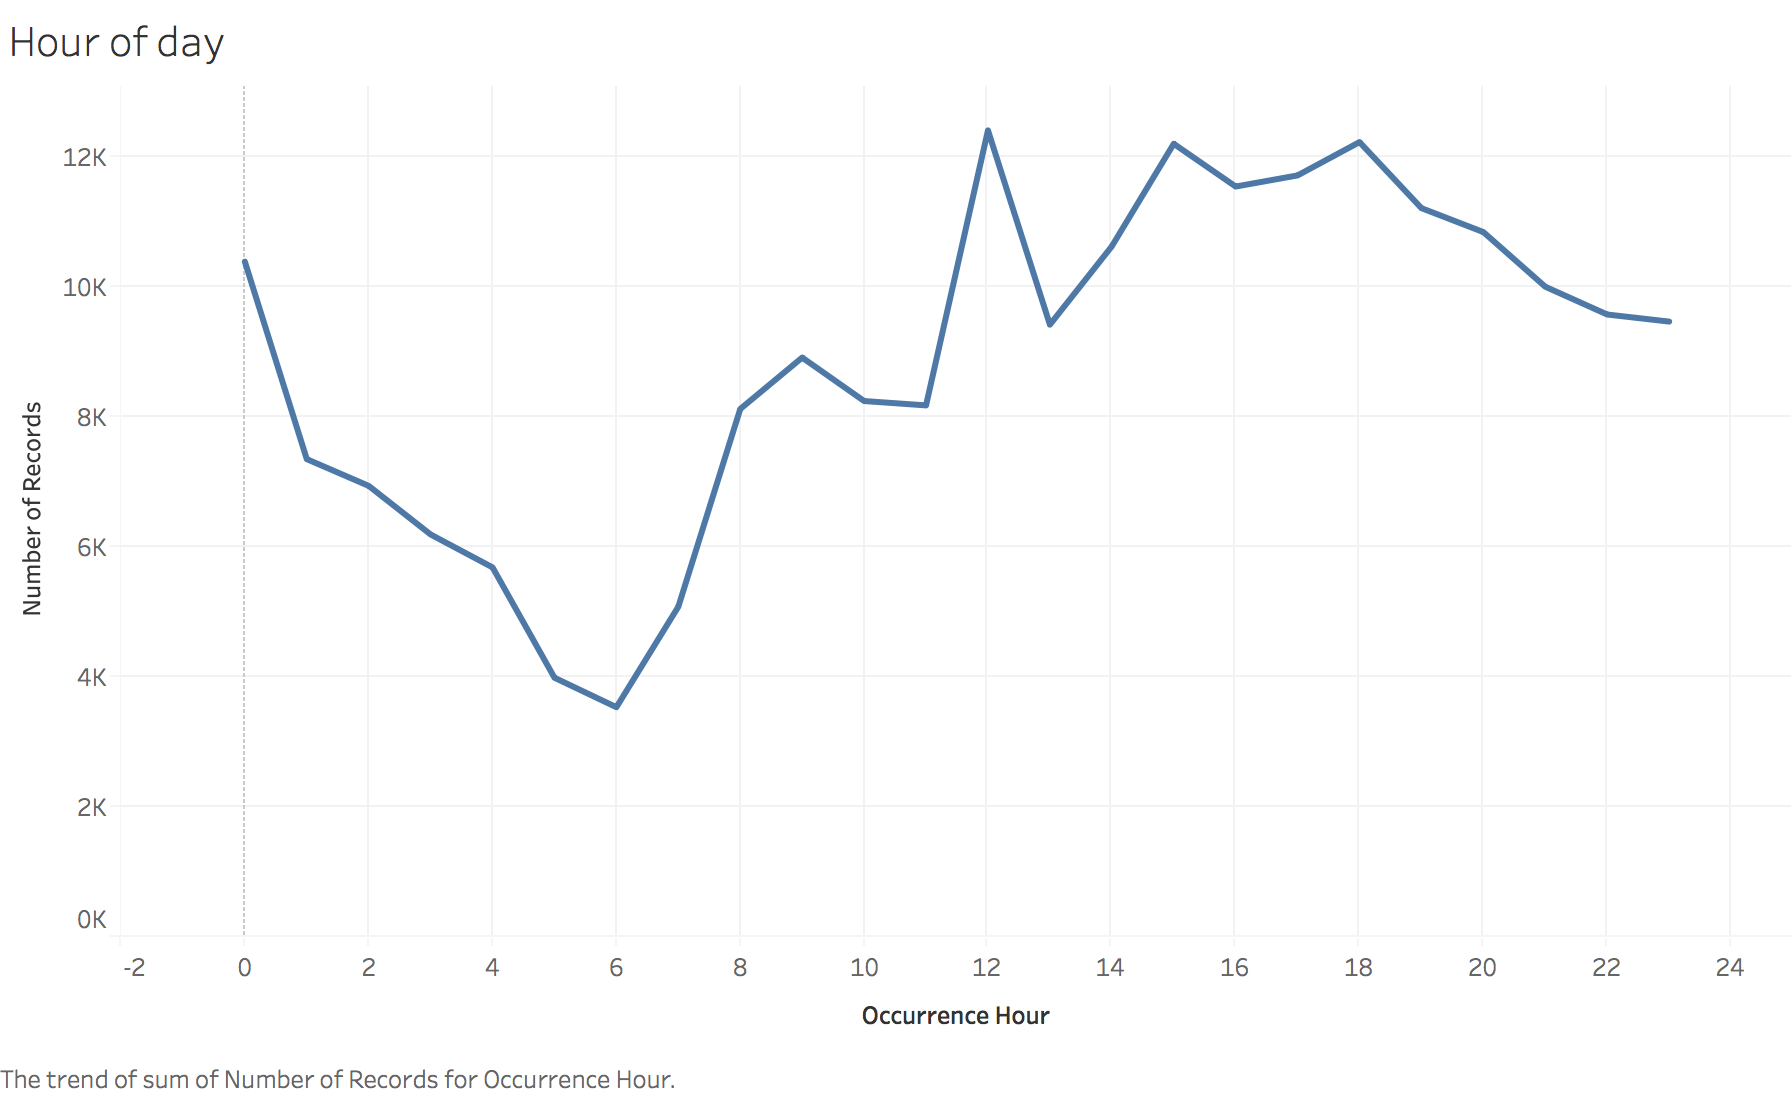 Hour of day
12K
10K
8K
6K
4K
2K
0K
Number of Records
-2 0 2 4 6 8 10 12 14 16 18 20 22 24
Occurrence Hour
The trend of sum of Number of Records for Occurrence Hour.